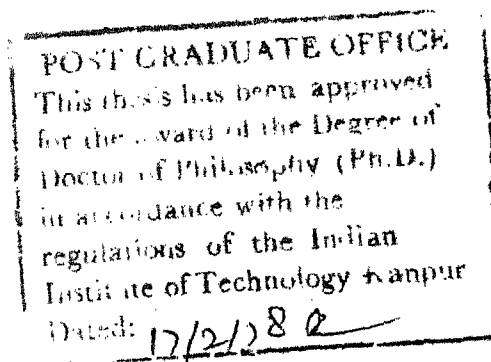 POST GRADUATE OFFICE
This thesis has been approved
for the award of the Degree of
Doctor of Philosophy (Ph.D.)
in accordance with the
regulations of the Indian
Institute of Technology Kanpur
Dated: